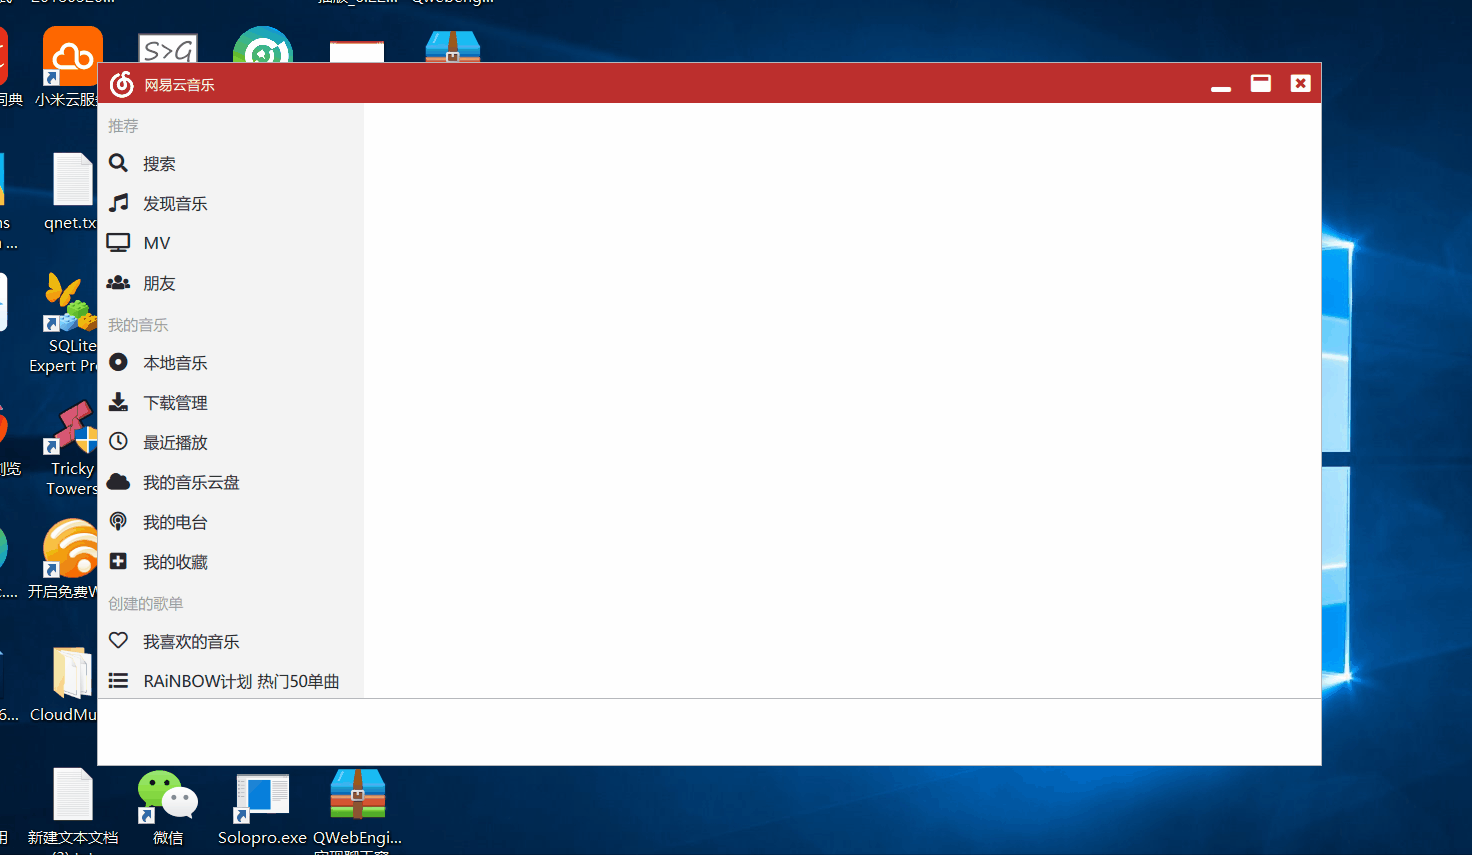 S>G
词典
小米云服
网易云音乐
推荐
搜索
发现音乐
MV
朋友
我的音乐
本地音乐
下载管理
最近播放
我的音乐云盘
我的电台
我的收藏
创建的歌单
我喜欢的音乐
RAiNBOW计划 热门50单曲
qnet.tx
SQLite
Expert Pr
浏览
Tricky
Towers
开启免费W
6...
CloudMu
用
新建文本文档
微信
Solopro.exe
QWebEngi...